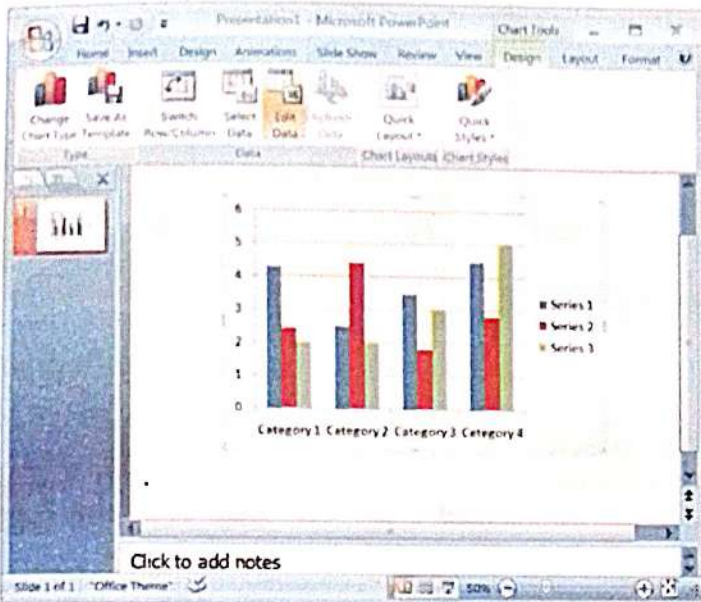 Presentation1 - Microsoft PowerPoint
Chart Tools
Home Insert Design Animations Slide Show Review View Design Layout Format
Change Chart Type
Save As Template
Switch Row/Column
Select Data
Edit Data
Refresh Data
Quick Layout
Quick Styles
Type
Data
Chart Layouts
Chart Styles
6
5
4
3
2
1
0
Category 1 Category 2 Category 3 Category 4
Series 1
Series 2
Series 3
Click to add notes
Slide 1 of 1 "Office Theme" 50%